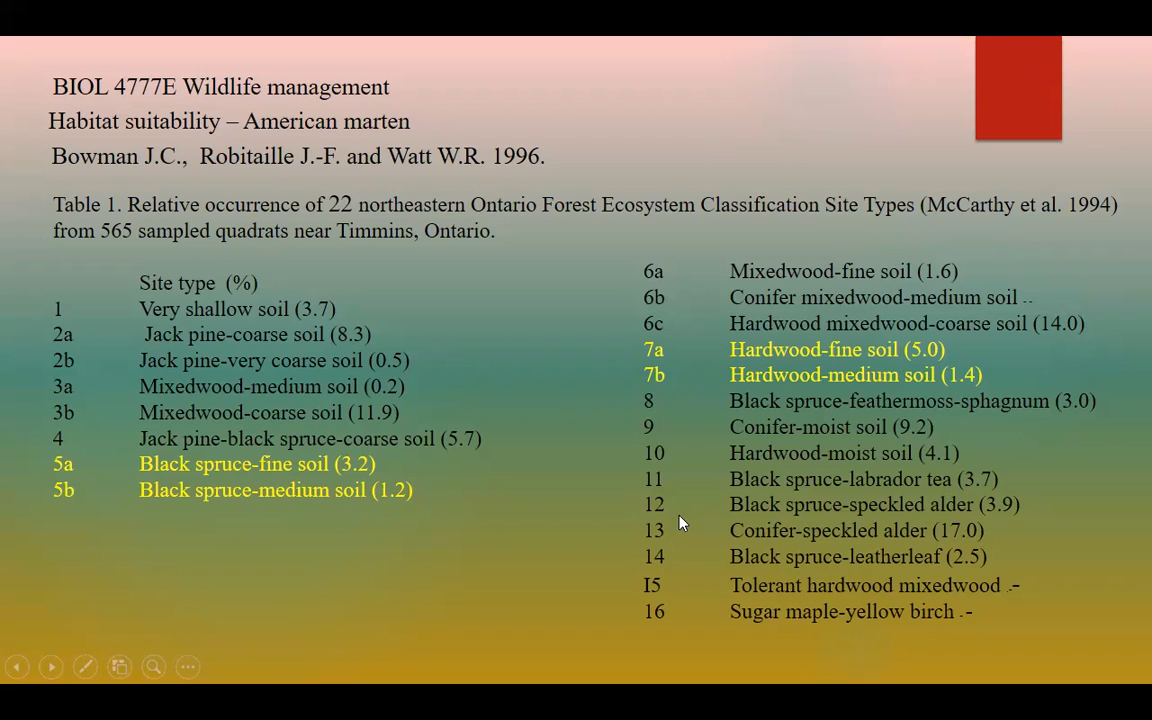 BIOL 4777E Wildlife management
Habitat suitability – American marten
Bowman J.C., Robitaille J.-F. and Watt W.R. 1996.
Table 1. Relative occurrence of 22 northeastern Ontario Forest Ecosystem Classification Site Types (McCarthy et al. 1994)
from 565 sampled quadrats near Timmins, Ontario.
Site type (%)
1 Very shallow soil (3.7)
2a Jack pine-coarse soil (8.3)
2b Jack pine-very coarse soil (0.5)
3a Mixedwood-medium soil (0.2)
3b Mixedwood-coarse soil (11.9)
4 Jack pine-black spruce-coarse soil (5.7)
5a Black spruce-fine soil (3.2)
5b Black spruce-medium soil (1.2)
6a Mixedwood-fine soil (1.6)
6b Conifer mixedwood-medium soil --
6c Hardwood mixedwood-coarse soil (14.0)
7a Hardwood-fine soil (5.0)
7b Hardwood-medium soil (1.4)
8 Black spruce-feathermoss-sphagnum (3.0)
9 Conifer-moist soil (9.2)
10 Hardwood-moist soil (4.1)
11 Black spruce-labrador tea (3.7)
12 Black spruce-speckled alder (3.9)
13 Conifer-speckled alder (17.0)
14 Black spruce-leatherleaf (2.5)
I5 Tolerant hardwood mixedwood .-
16 Sugar maple-yellow birch .-